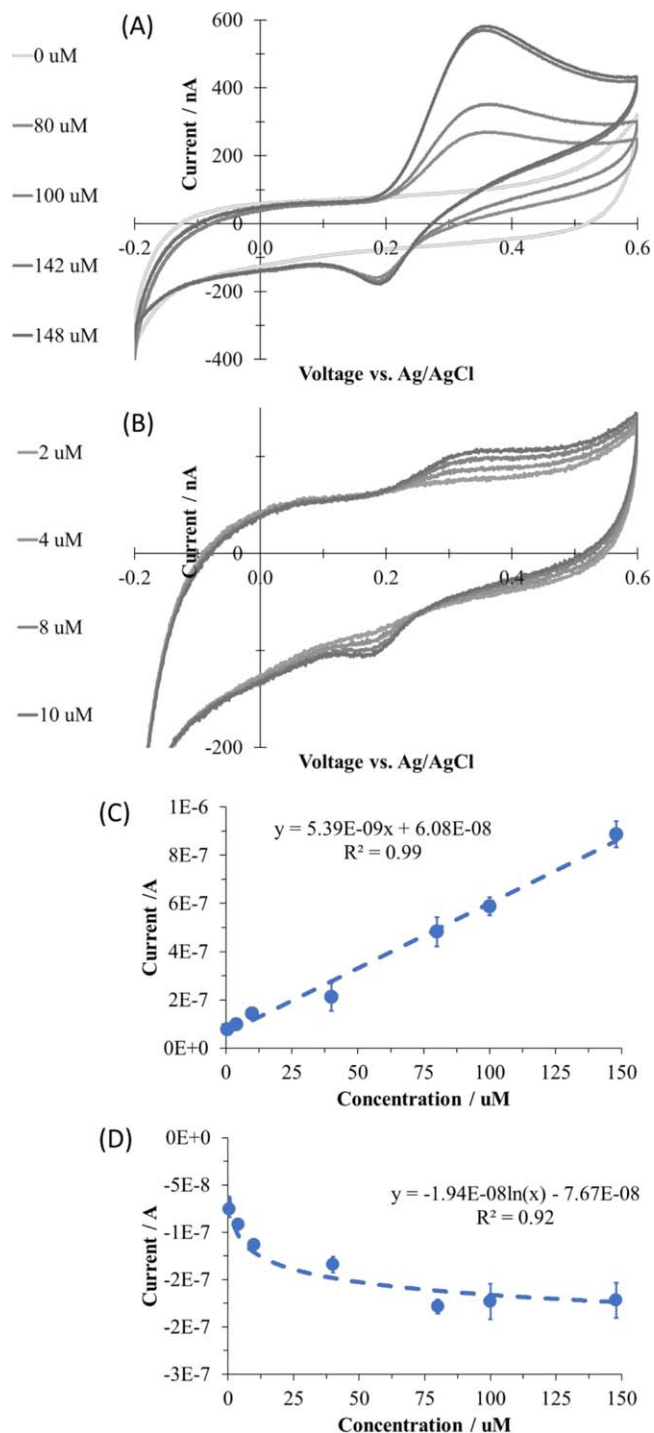 (A)
0 uM
80 uM
100 uM
142 uM
148 uM
Current / nA
600
400
200
0
-200
-400
-0.2 0.0 0.2 0.4 0.6
Voltage vs. Ag/AgCl
(B)
2 uM
4 uM
8 uM
10 uM
Current / nA
0
-200
-0.2 0.0 0.2 0.4 0.6
Voltage vs. Ag/AgCl
(C)
y = 5.39E-09x + 6.08E-08
R² = 0.99
Current /A
1E-6
8E-7
6E-7
4E-7
2E-7
0E+0
0 25 50 75 100 125 150
Concentration / uM
(D)
y = -1.94E-08ln(x) - 7.67E-08
R² = 0.92
Current / A
0E+0
-5E-8
-1E-7
-2E-7
-2E-7
-3E-7
0 25 50 75 100 125 150
Concentration / uM